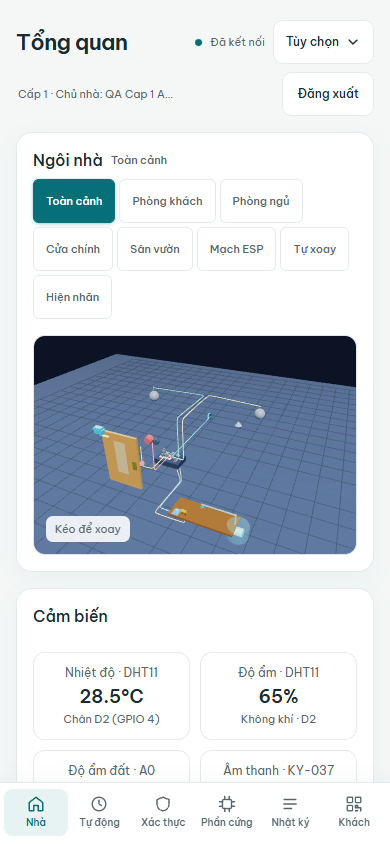 Tổng quan
Đã kết nối
Tùy chọn
Cấp 1 · Chủ nhà: QA Cap 1 A...
Đăng xuất
Ngôi nhà Toàn cảnh
Toàn cảnh
Phòng khách
Phòng ngủ
Cửa chính
Sân vườn
Mạch ESP
Tự xoay
Hiện nhãn
Kéo để xoay
Cảm biến
Nhiệt độ · DHT11
28.5°C
Chân D2 (GPIO 4)
Độ ẩm · DHT11
65%
Không khí · D2
Độ ẩm đất · A0
Âm thanh · KY-037
Nhà
Tự động
Xác thực
Phần cứng
Nhật ký
Khách